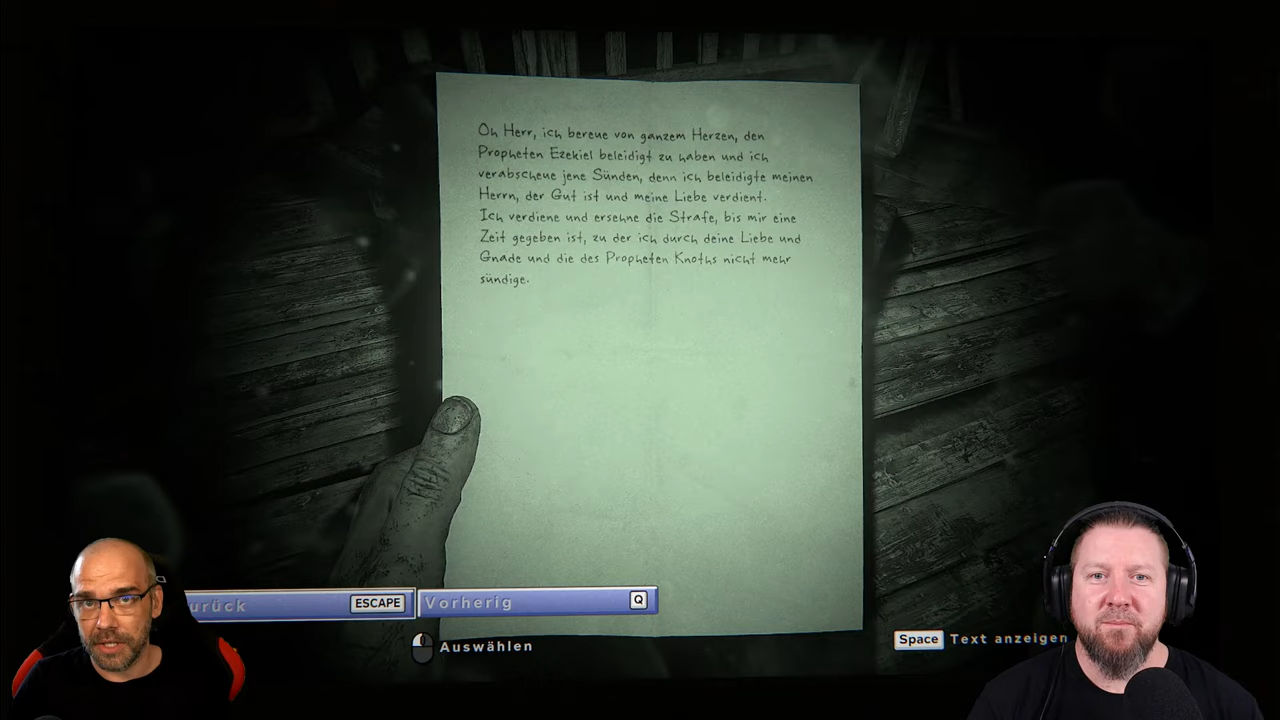 Oh Herr, ich bereue von ganzem Herzen, den
Propheten Ezekiel beleidigt zu haben und ich
verabscheue jene Sünden, denn ich beleidigte meinen
Herrn, der Gut ist und meine Liebe verdient.
Ich verdiene und ersehne die Strafe, bis mir eine
Zeit gegeben ist, zu der ich durch deine Liebe und
Gnade und die des Propheten Knoths nicht mehr
sündige.
urück ESCAPE Vorherig Q
Auswählen
Space Text anzeigen